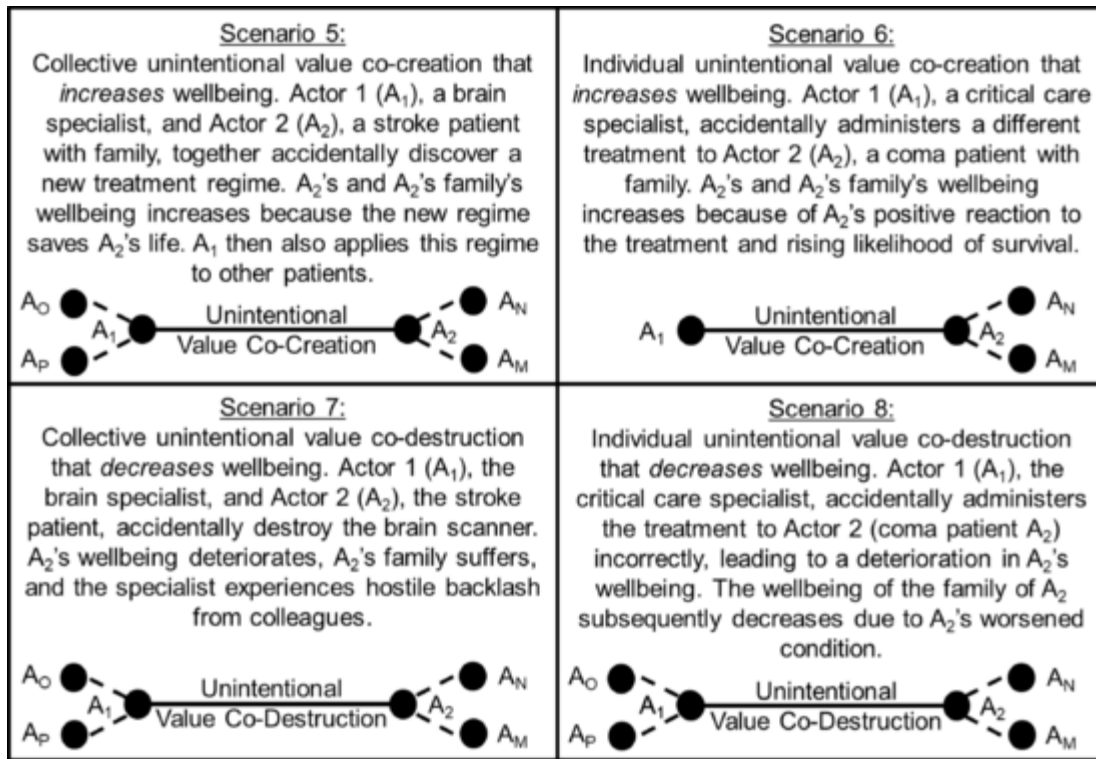 Scenario 5:
Collective unintentional value co-creation that
increases wellbeing. Actor 1 (A1), a brain
specialist, and Actor 2 (A2), a stroke patient
with family, together accidentally discover a
new treatment regime. A2's and A2's family's
wellbeing increases because the new regime
saves A2's life. A1 then also applies this regime
to other patients.
AO
AP
A1
Unintentional
Value Co-Creation
A2
AN
AM
Scenario 6:
Individual unintentional value co-creation that
increases wellbeing. Actor 1 (A1), a critical care
specialist, accidentally administers a different
treatment to Actor 2 (A2), a coma patient with
family. A2's and A2's family's wellbeing
increases because of A2's positive reaction to
the treatment and rising likelihood of survival.
A1
Unintentional
Value Co-Creation
A2
AN
AM
Scenario 7:
Collective unintentional value co-destruction
that decreases wellbeing. Actor 1 (A1), the
brain specialist, and Actor 2 (A2), the stroke
patient, accidentally destroy the brain scanner.
A2's wellbeing deteriorates, A2's family suffers,
and the specialist experiences hostile backlash
from colleagues.
AO
AP
A1
Unintentional
Value Co-Destruction
A2
AN
AM
Scenario 8:
Individual unintentional value co-destruction
that decreases wellbeing. Actor 1 (A1), the
critical care specialist, accidentally administers
the treatment to Actor 2 (coma patient A2)
incorrectly, leading to a deterioration in A2's
wellbeing. The wellbeing of the family of A2
subsequently decreases due to A2's worsened
condition.
AO
AP
A1
Unintentional
Value Co-Destruction
A2
AN
AM